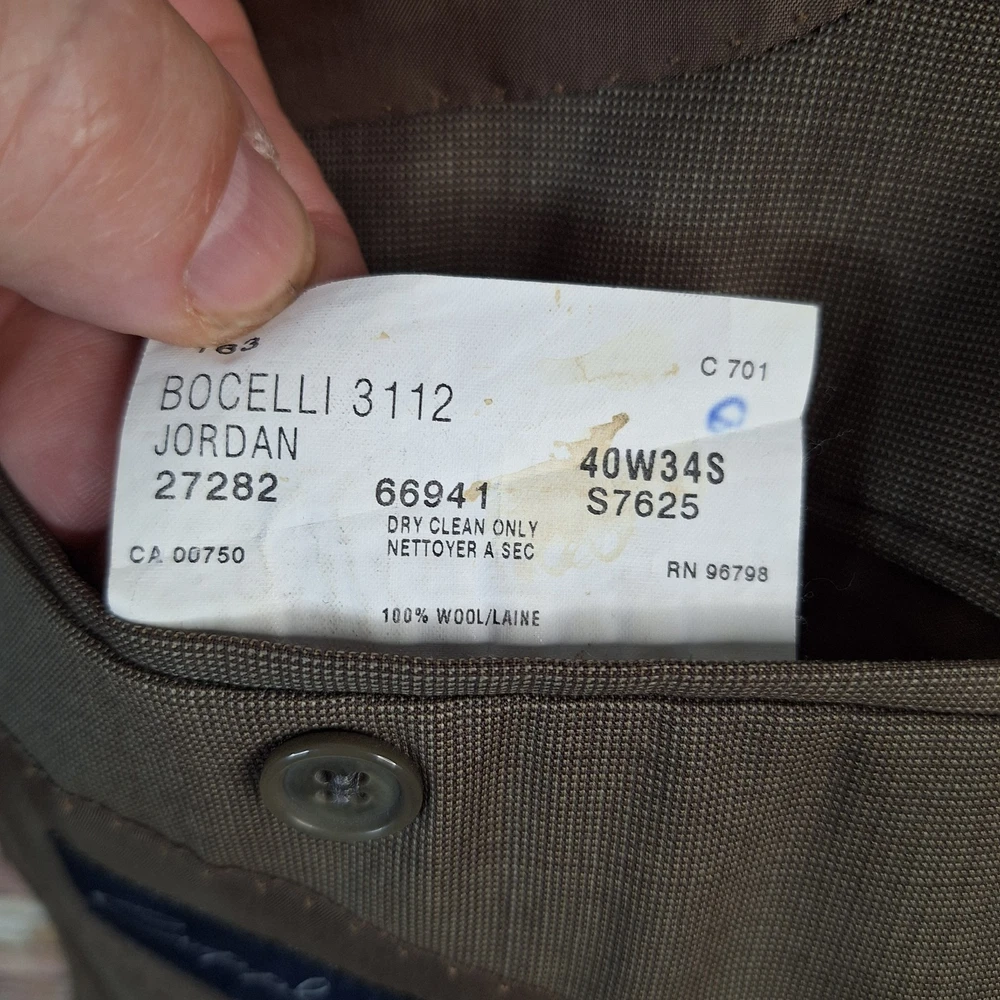 163
C 701
BOCELLI 3112
JORDAN
40W34S
27282 66941 S7625
DRY CLEAN ONLY
NETTOYER A SEC
CA 00750
RN 96798
100% WOOL/LAINE